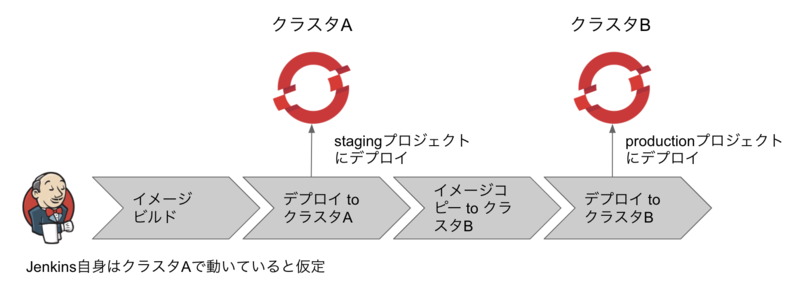 クラスタA
クラスタB
stagingプロジェクト
にデプロイ
productionプロジェクト
にデプロイ
イメージ
ビルド
デプロイ to
クラスタA
イメージコ
ピー to クラ
スタB
デプロイ to
クラスタB
Jenkins自身はクラスタAで動いていると仮定